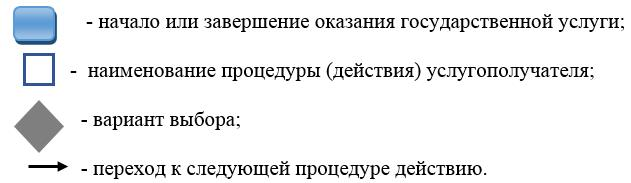 - начало или завершение оказания государственной услуги;
- наименование процедуры (действия) услугополучателя;
- вариант выбора;
- переход к следующей процедуре действию.